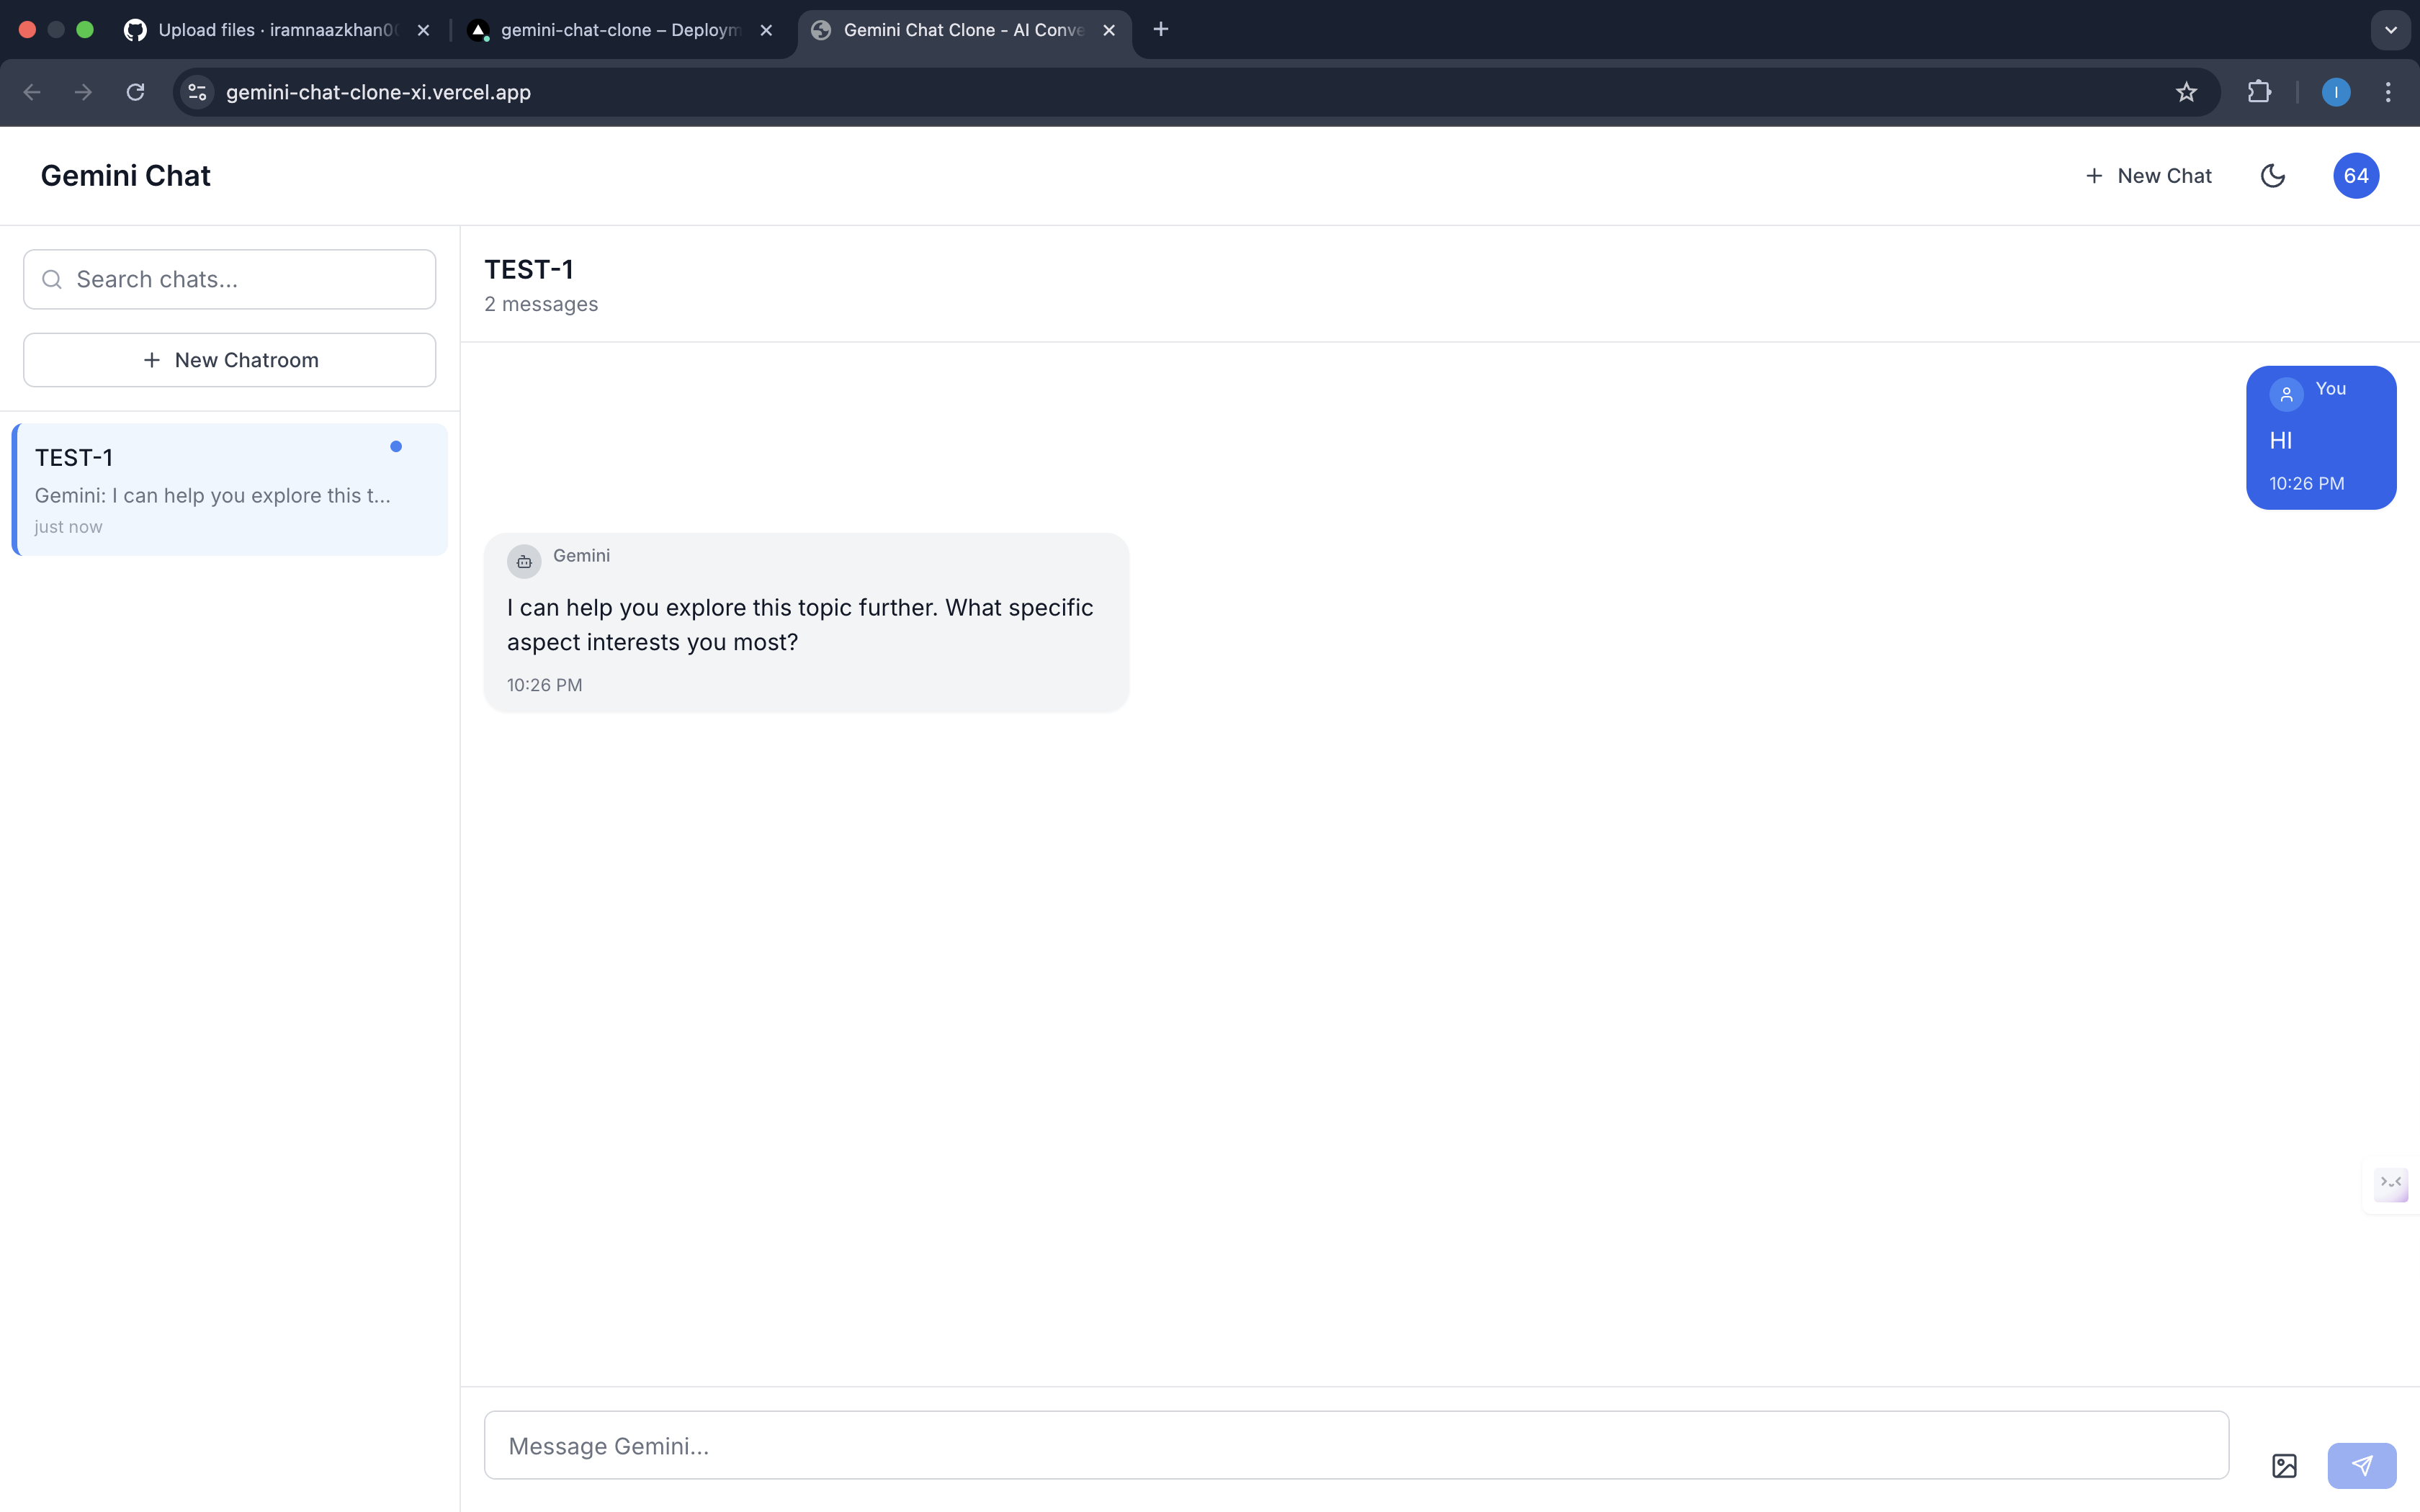 Upload files · iramnaazkhan0
gemini-chat-clone – Deploym
Gemini Chat Clone - AI Conve
gemini-chat-clone-xi.vercel.app
I
Gemini Chat
New Chat
64
Search chats...
New Chatroom
TEST-1
Gemini: I can help you explore this t...
just now
TEST-1
2 messages
You
HI
10:26 PM
Gemini
I can help you explore this topic further. What specific
aspect interests you most?
10:26 PM
Message Gemini...